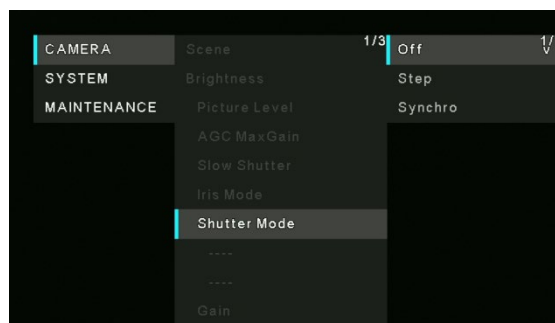 CAMERA
SYSTEM
MAINTENANCE
Scene 1/3
Brightness
Picture Level
AGC MaxGain
Slow Shutter
Iris Mode
Shutter Mode
----
----
Gain
Off 1/
Step
Synchro